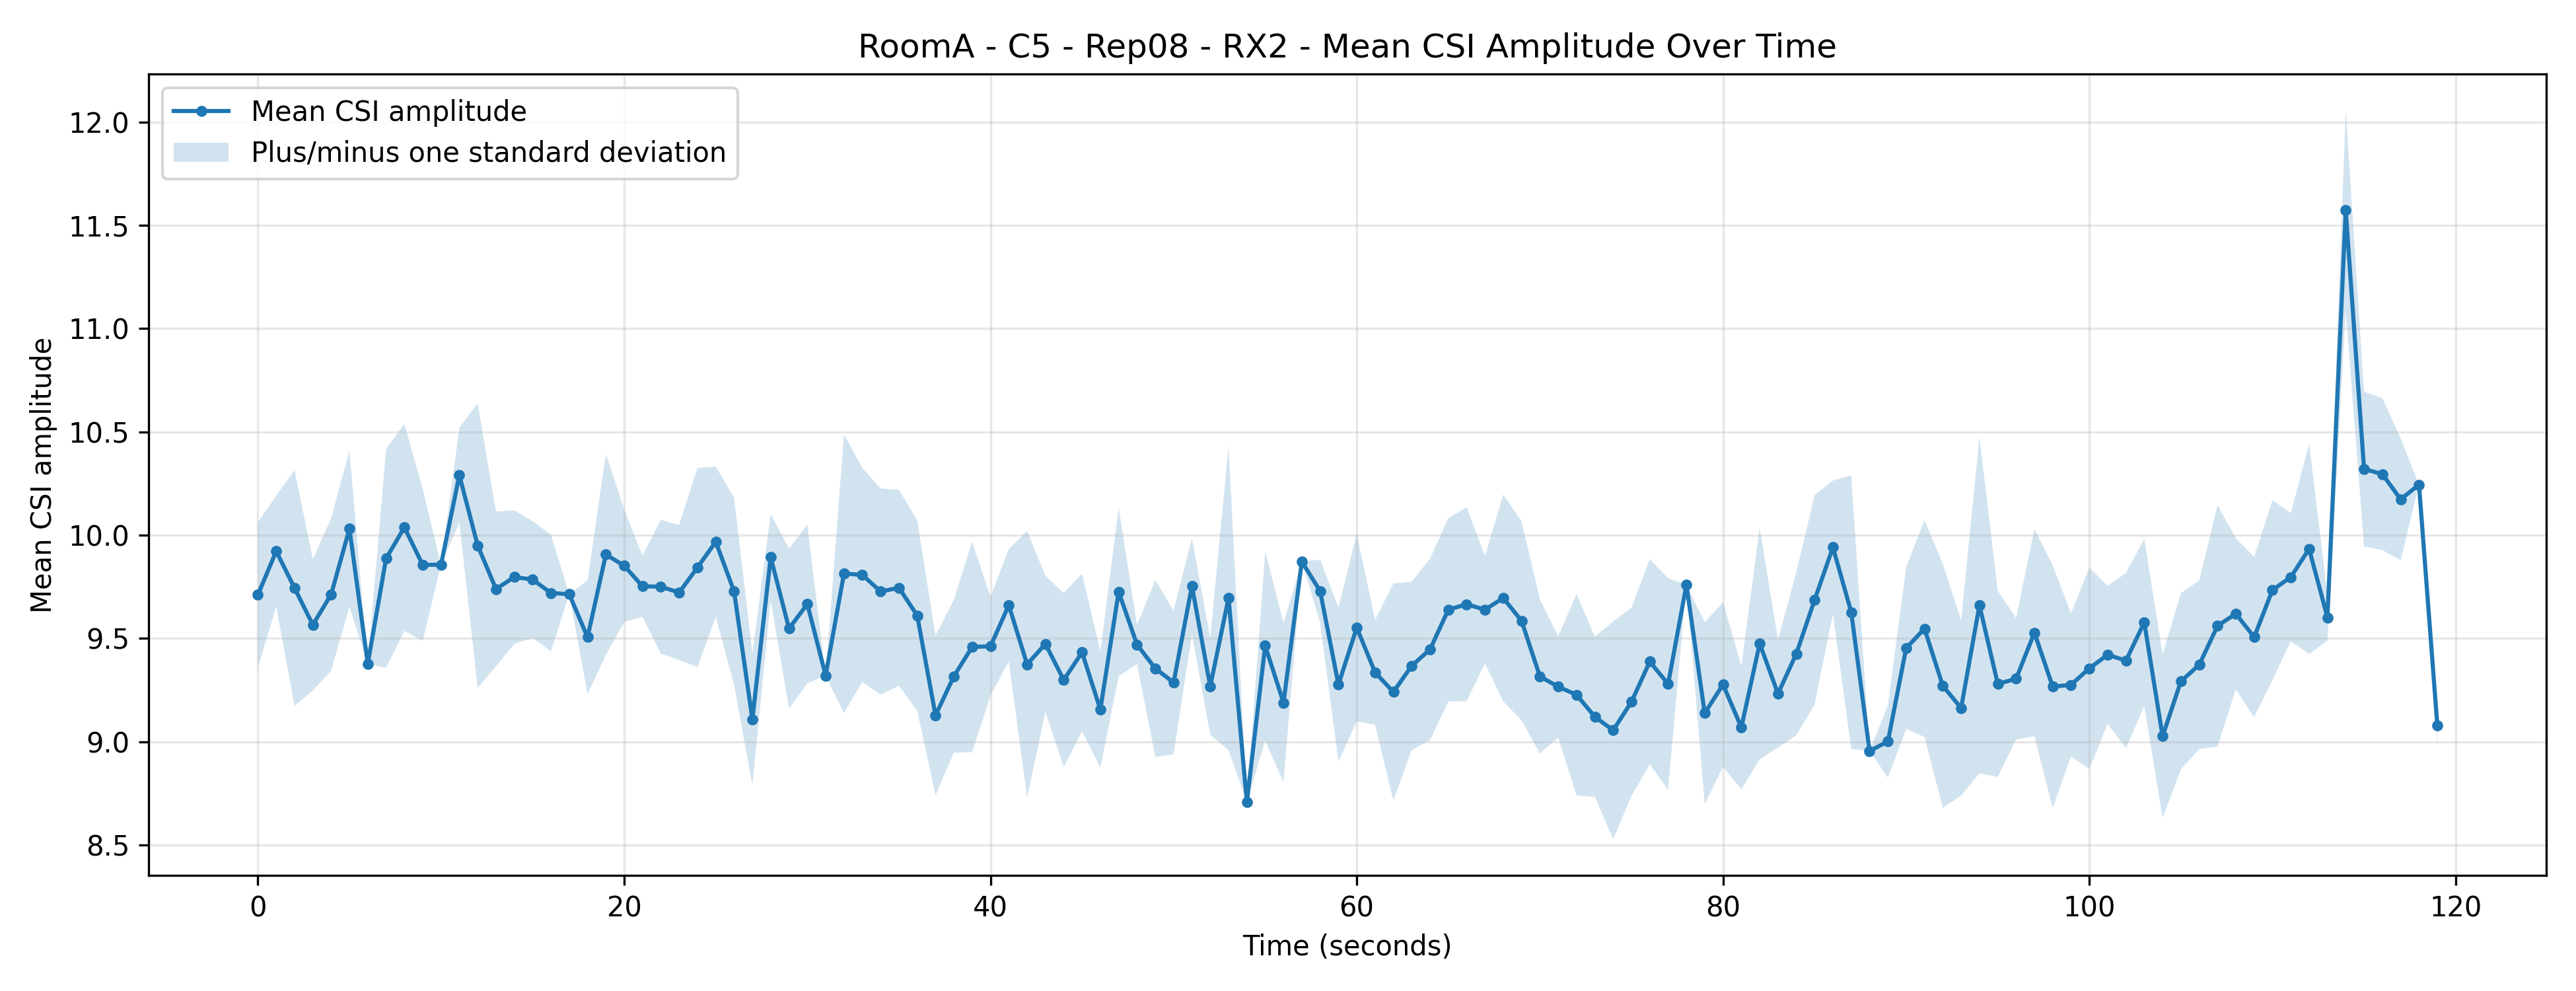 RoomA - C5 - Rep08 - RX2 - Mean CSI Amplitude Over Time
Mean CSI amplitude
Plus/minus one standard deviation
Mean CSI amplitude
12.0
11.5
11.0
10.5
10.0
9.5
9.0
8.5
0 20 40 60 80 100 120
Time (seconds)